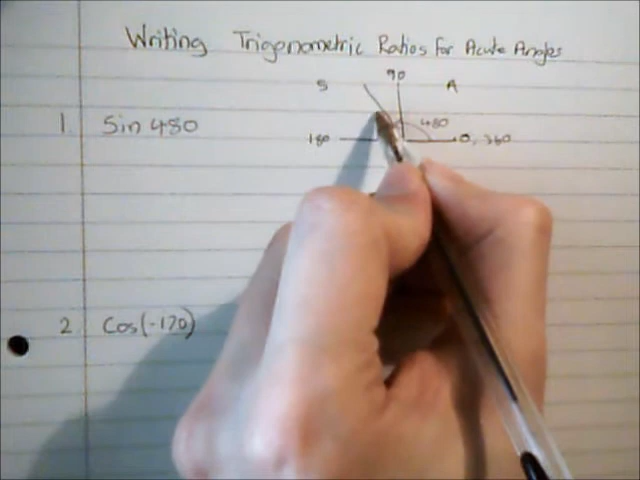 Writing Trigonometric Ratios for Acute Angles
90
S A
1 Sin 480 480
180 0, 360
2. Cos(-170)